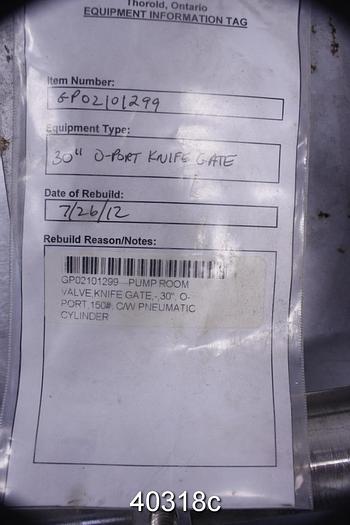 Thorold, Ontario
EQUIPMENT INFORMATION TAG
Item Number:
GP02101299
Equipment Type:
30" O-PORT KNIFE GATE
Date of Rebuild:
7/26/12
Rebuild Reason/Notes:
GP02101299 PUMP ROOM
VALVE,KNIFE GATE,-,30", O-
PORT,150#, C/W PNEUMATIC
CYLINDER
40318c